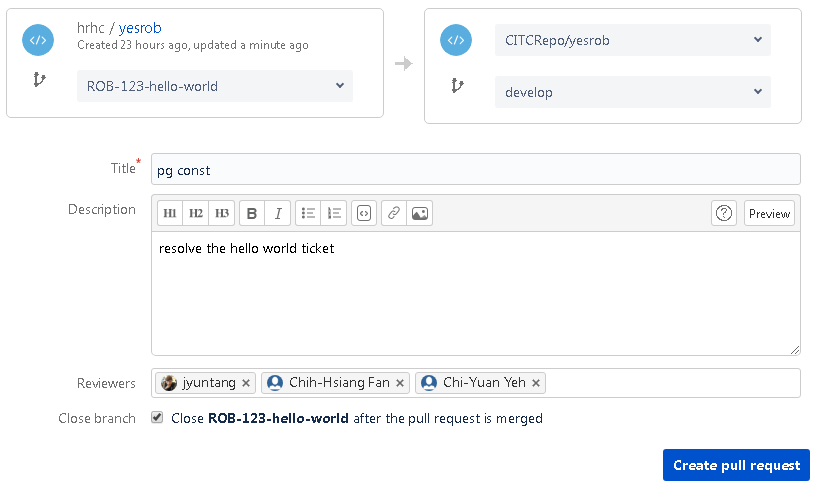 hrhc / yesrob
Created 23 hours ago, updated a minute ago
ROB-123-hello-world
CITCRepo/yesrob
develop
Title* pg const
Description H1 H2 H3 B I Preview
resolve the hello world ticket
Reviewers jyuntang × Chih-Hsiang Fan × Chi-Yuan Yeh ×
Close branch Close ROB-123-hello-world after the pull request is merged
Create pull request